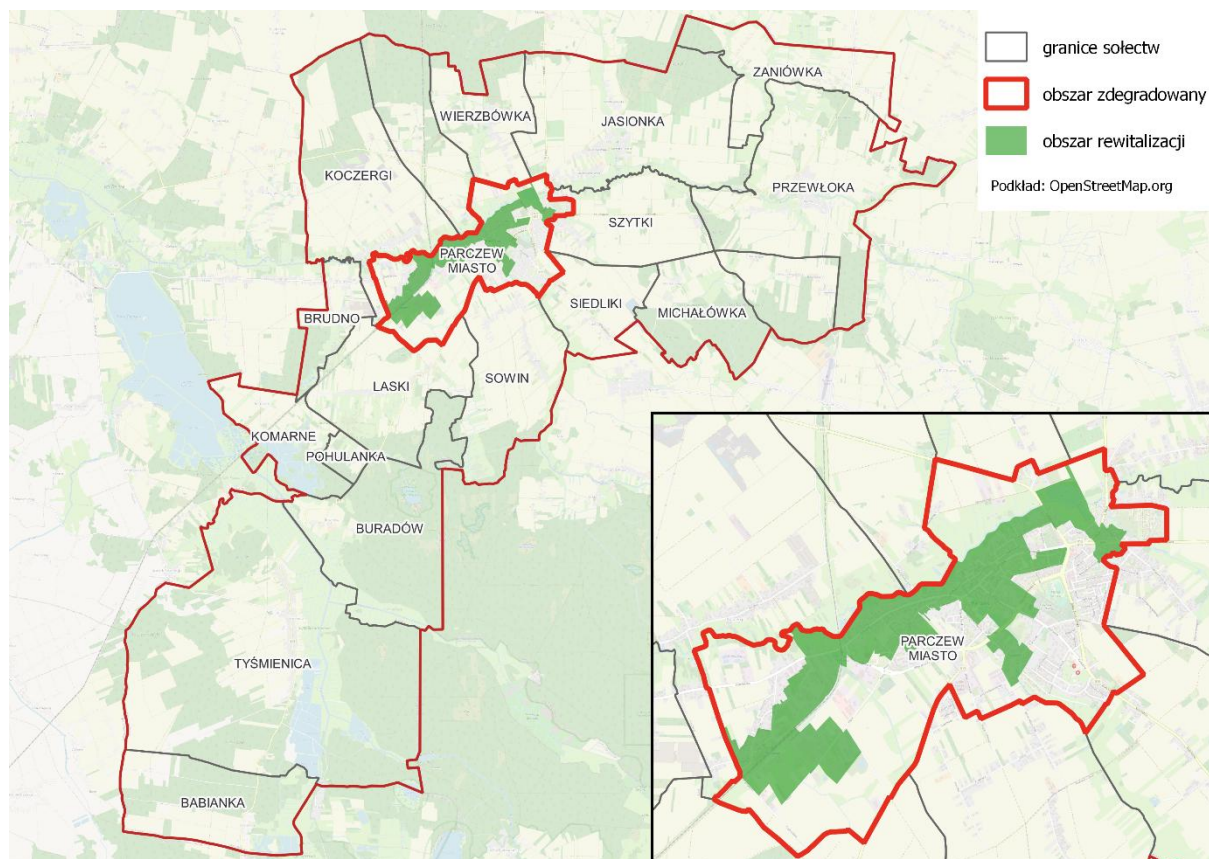 granice sołectw
obszar zdegradowany
obszar rewitalizacji
Podkład: OpenStreetMap.org
ZANIÓWKA
WIERZBÓWKA
JASIONKA
KOCZERGI
PRZEWŁOKA
SZYTKI
PARCZEW
MIASTO
SIEDLIKI
MICHAŁÓWKA
BRUDNO
LASKI
SOWIN
KOMARNE
POHULANKA
BURADÓW
TYŚMIENICA
BABIANKA
PARCZEW
MIASTO